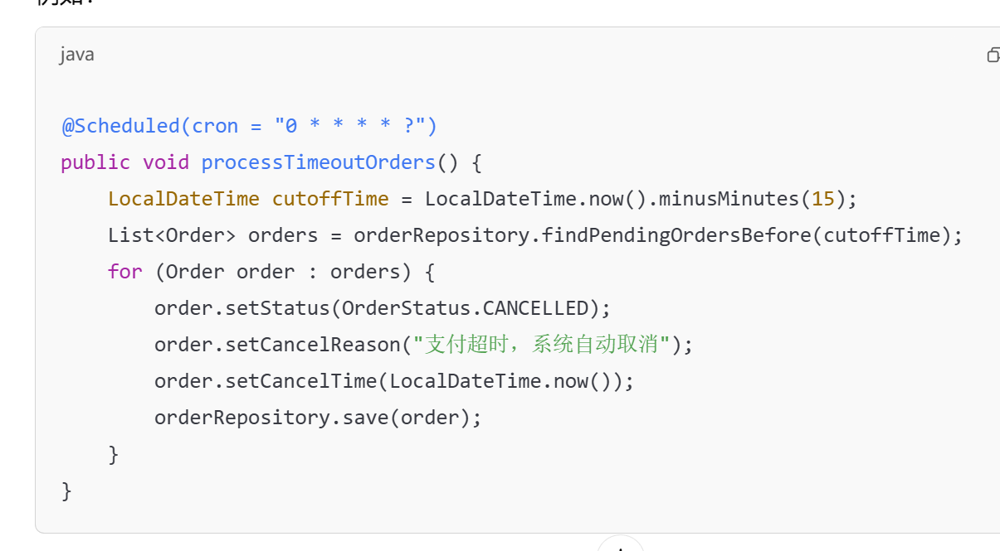 java
@Scheduled(cron = "0 * * * * ?")
public void processTimeoutOrders() {
LocalDateTime cutoffTime = LocalDateTime.now().minusMinutes(15);
List<Order> orders = orderRepository.findPendingOrdersBefore(cutoffTime);
for (Order order : orders) {
order.setStatus(OrderStatus.CANCELLED);
order.setCancelReason("支付超时，系统自动取消");
order.setCancelTime(LocalDateTime.now());
orderRepository.save(order);
}
}